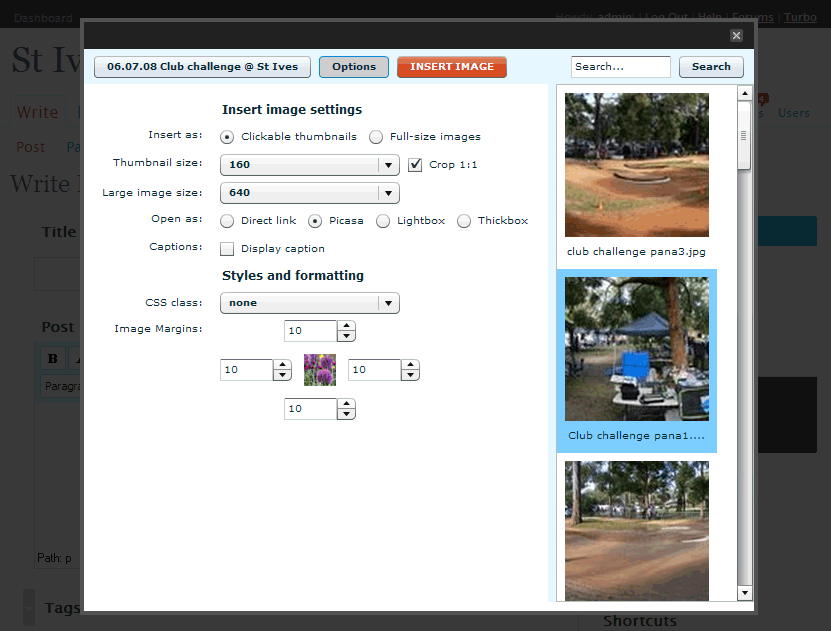 Dashboard
Howdy, admin! | Log Out | Help | Forums | Turbo
St Iv
06.07.08 Club challenge @ St Ives
Options
INSERT IMAGE
Search...
Search
Insert image settings
Insert as:
Clickable thumbnails
Full-size images
Thumbnail size:
160
Crop 1:1
Large image size:
640
Open as:
Direct link
Picasa
Lightbox
Thickbox
Captions:
Display caption
Styles and formatting
CSS class:
none
Image Margins:
10
10
10
10
club challenge pana3.jpg
Club challenge pana1....
Write
4
s
Users
Post
Pa
Write
Title
Post
B
Paragra
Path: p
Tags
Shortcuts